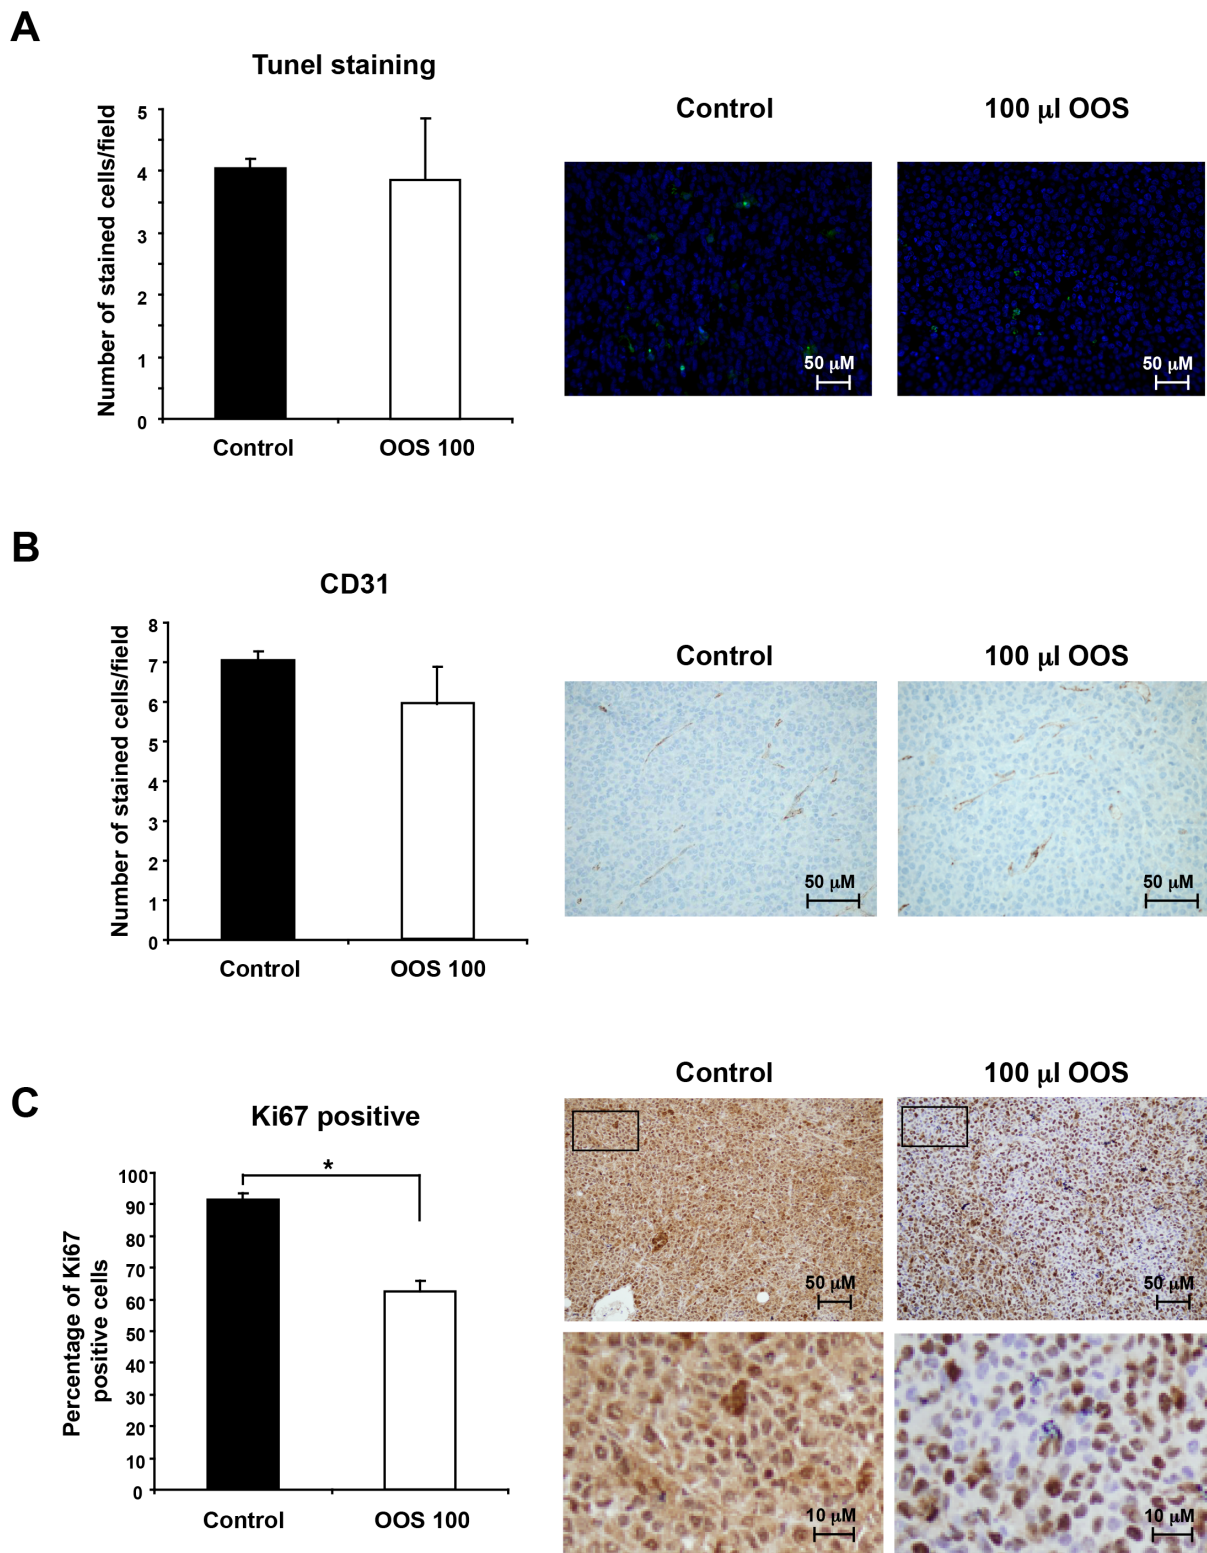 A
Tunel staining
Number of stained cells/field
5
4
3
2
1
0
Control
OOS 100
Control
100 μl OOS
50 μM
50 μM
B
CD31
Number of stained cells/field
8
7
6
5
4
3
2
1
0
Control
OOS 100
Control
100 μl OOS
50 μM
50 μM
C
Ki67 positive
Percentage of Ki67
positive cells
100
90
80
70
60
50
40
30
20
10
0
*
Control
OOS 100
Control
100 μl OOS
50 μM
50 μM
10 μM
10 μM